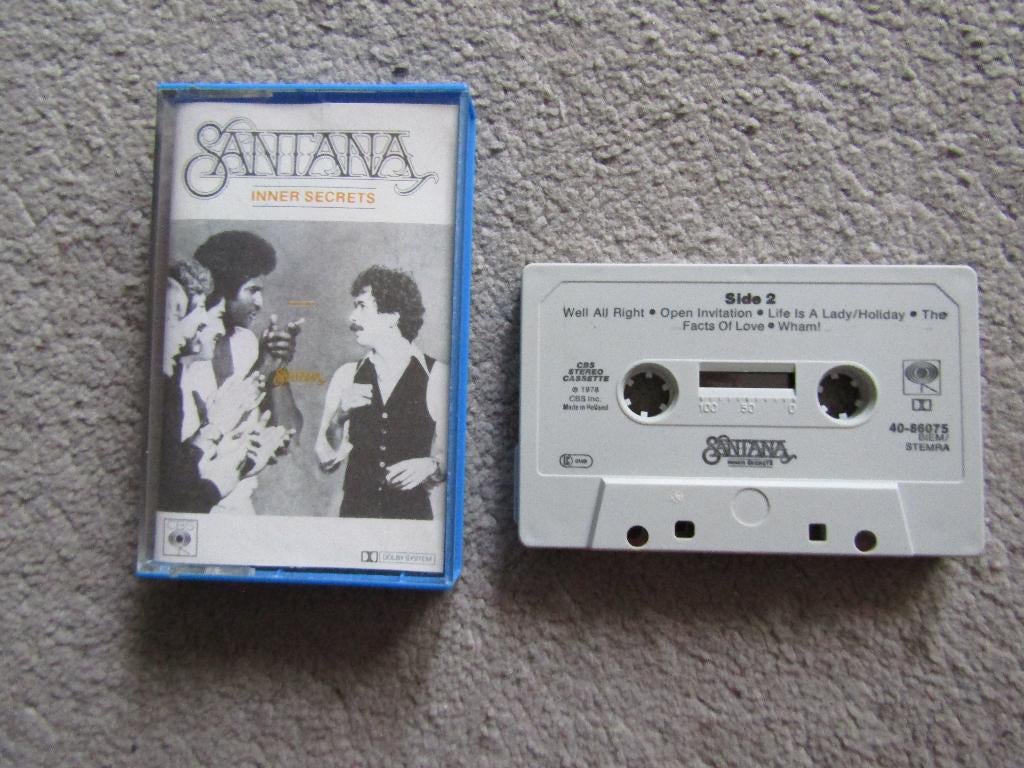 SANTANA
INNER SECRETS
Santana
CBS
DOLBY SYSTEM
Side 2
Well All Right • Open Invitation • Life Is A Lady/Holiday • The
Facts Of Love • Wham!
CBS
STEREO
CASSETTE
℗ 1978
CBS Inc.
Made in Holland
100 50 0
40-86075
BIEM/
STEMRA
SANTANA
INNER SECRETS